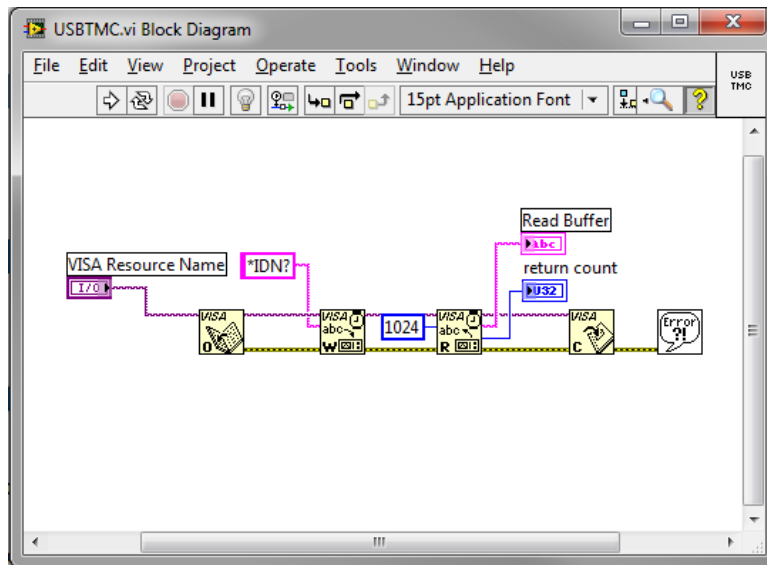 USBTMC.vi Block Diagram
File Edit View Project Operate Tools Window Help
USB
TMC
15pt Application Font
Read Buffer
abc
VISA Resource Name
*IDN?
return count
I/O
U32
VISA
O
VISA
abc
W
1024
VISA
abc
R
VISA
C
Error
?!